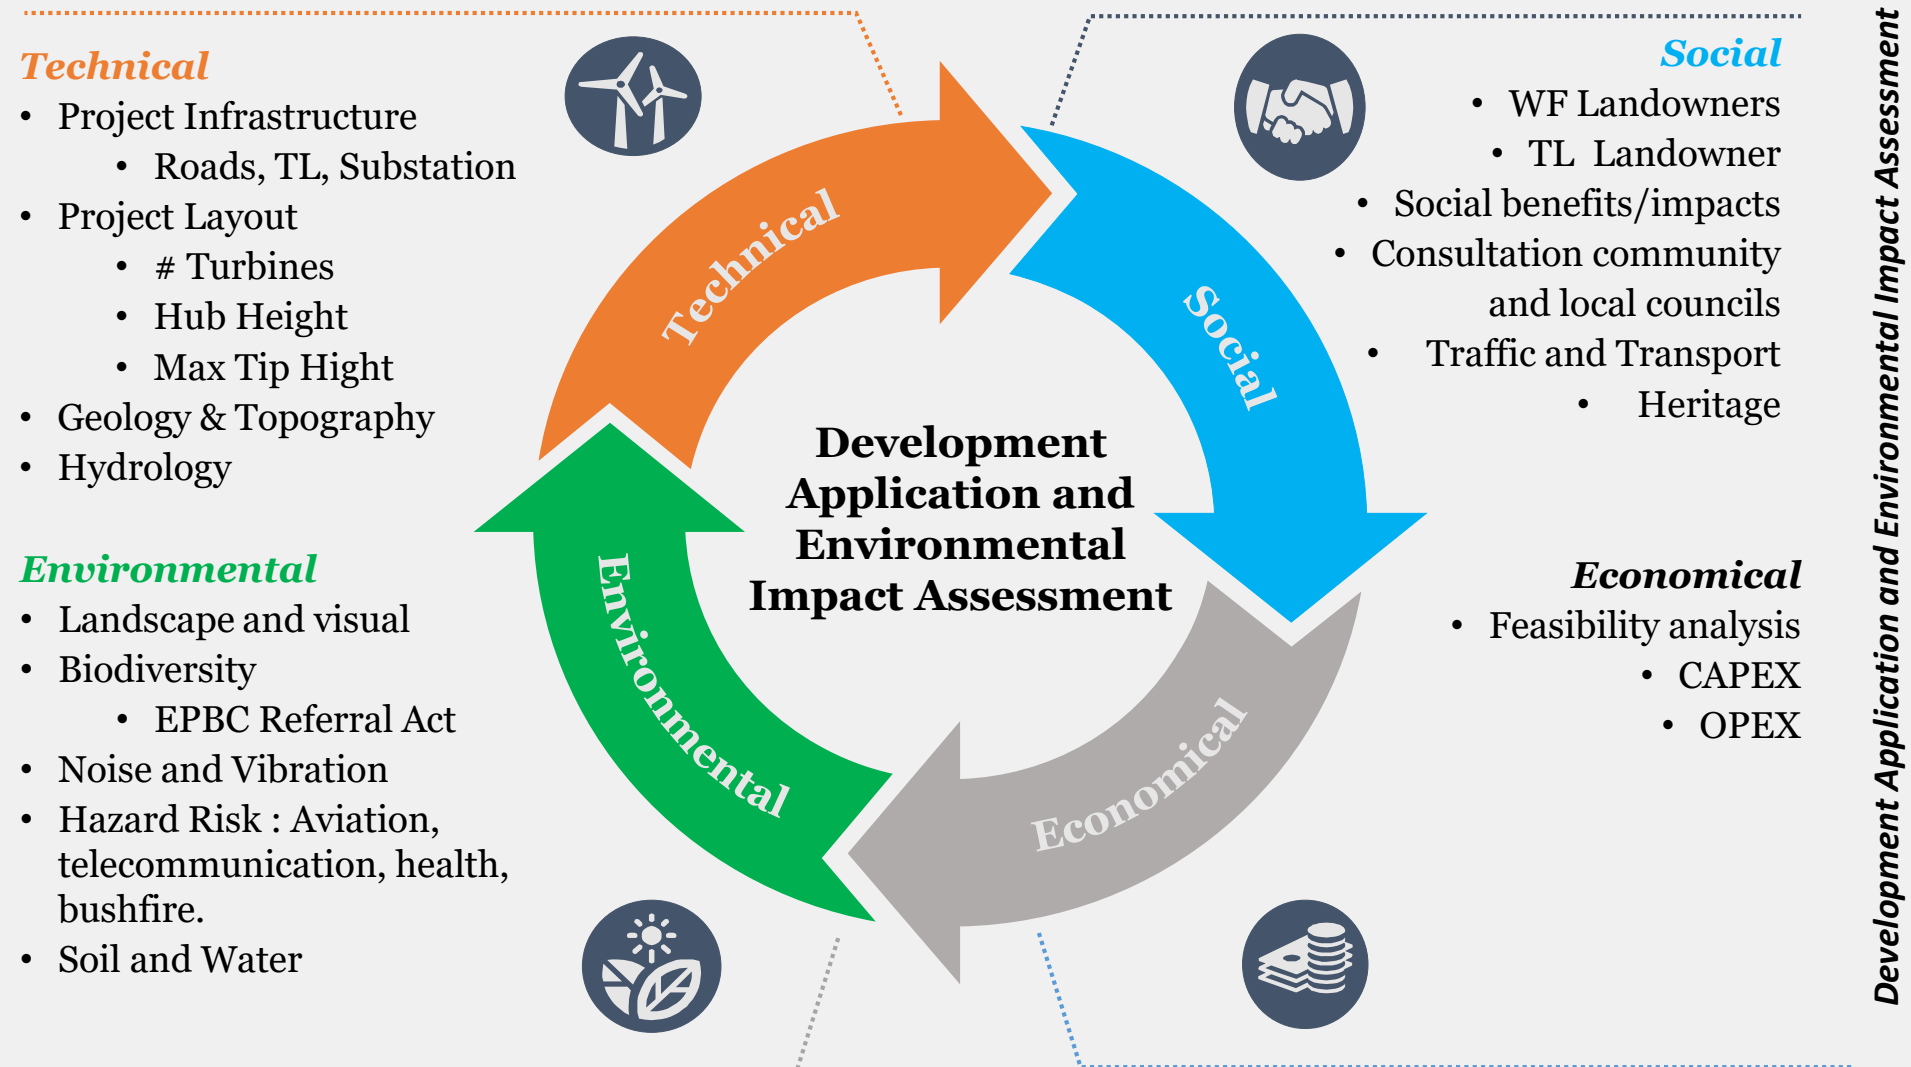 Technical
• Project Infrastructure
• Roads, TL, Substation
• Project Layout
• # Turbines
• Hub Height
• Max Tip Hight
• Geology & Topography
• Hydrology
Environmental
• Landscape and visual
• Biodiversity
• EPBC Referral Act
• Noise and Vibration
• Hazard Risk : Aviation,
telecommunication, health,
bushfire.
• Soil and Water
Technical
Social
Economical
Environmental
Development
Application and
Environmental
Impact Assessment
Social
• WF Landowners
• TL Landowner
• Social benefits/impacts
• Consultation community
and local councils
• Traffic and Transport
• Heritage
Economical
• Feasibility analysis
• CAPEX
• OPEX
Development Application and Environmental Impact Assessment